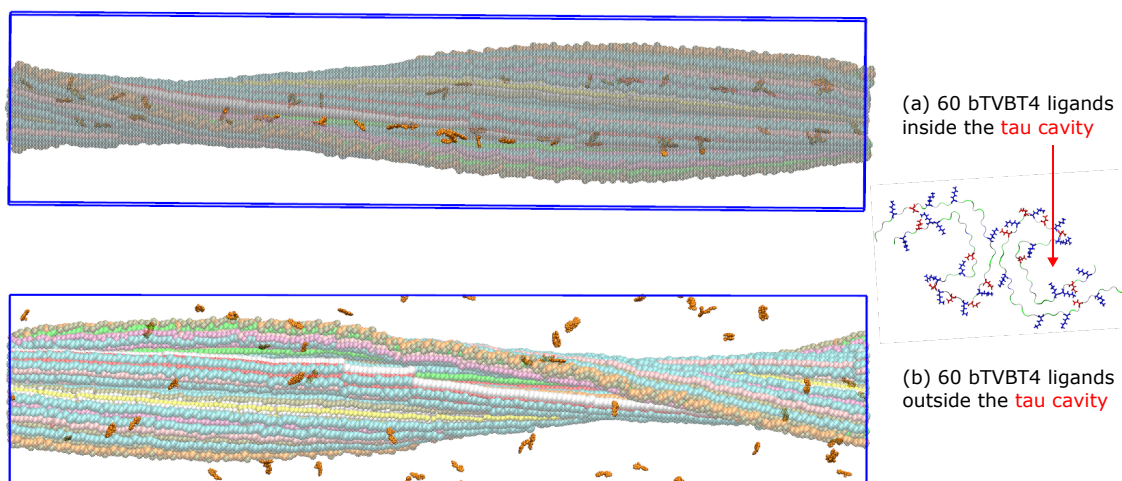 (a) 60 bTVBT4 ligands
inside the tau cavity
(b) 60 bTVBT4 ligands
outside the tau cavity